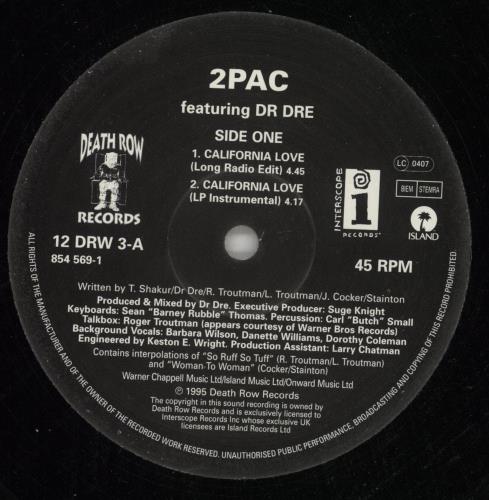 2PAC
featuring DR DRE
SIDE ONE
1. CALIFORNIA LOVE
(Long Radio Edit) 4.45
2. CALIFORNIA LOVE
(LP Instrumental) 4.17
DEATH ROW
RECORDS
12 DRW 3-A
854 569-1
INTERSCOPE
i
RECORDS
LC 0407
BIEM STEMRA
ISLAND
45 RPM
Written by T. Shakur/Dr Dre/R. Troutman/L. Troutman/J. Cocker/Stainton
Produced & Mixed by Dr Dre. Executive Producer: Suge Knight
Keyboards: Sean "Barney Rubble" Thomas. Percussion: Carl "Butch" Small
Talkbox: Roger Troutman (appears courtesy of Warner Bros Records)
Background Vocals: Barbara Wilson, Danette Williams, Dorothy Coleman
Engineered by Keston E. Wright. Production Assistant: Larry Chatman
Contains interpolations of "So Ruff So Tuff" (R. Troutman/L. Troutman)
and "Woman-To Woman" (Cocker/Stainton)
Warner Chappell Music Ltd/Island Music Ltd/Onward Music Ltd
℗ © 1995 Death Row Records
The copyright in this sound recording is owned by
Death Row Records and is exclusively licensed to
Interscope Records Inc whose exclusive UK
licensees are Island Records Ltd
ALL RIGHTS OF THE MANUFACTURER AND OF THE OWNER OF THE RECORDED WORK RESERVED. UNAUTHORISED PUBLIC PERFORMANCE, BROADCASTING AND COPYING OF THIS RECORD PROHIBITED.